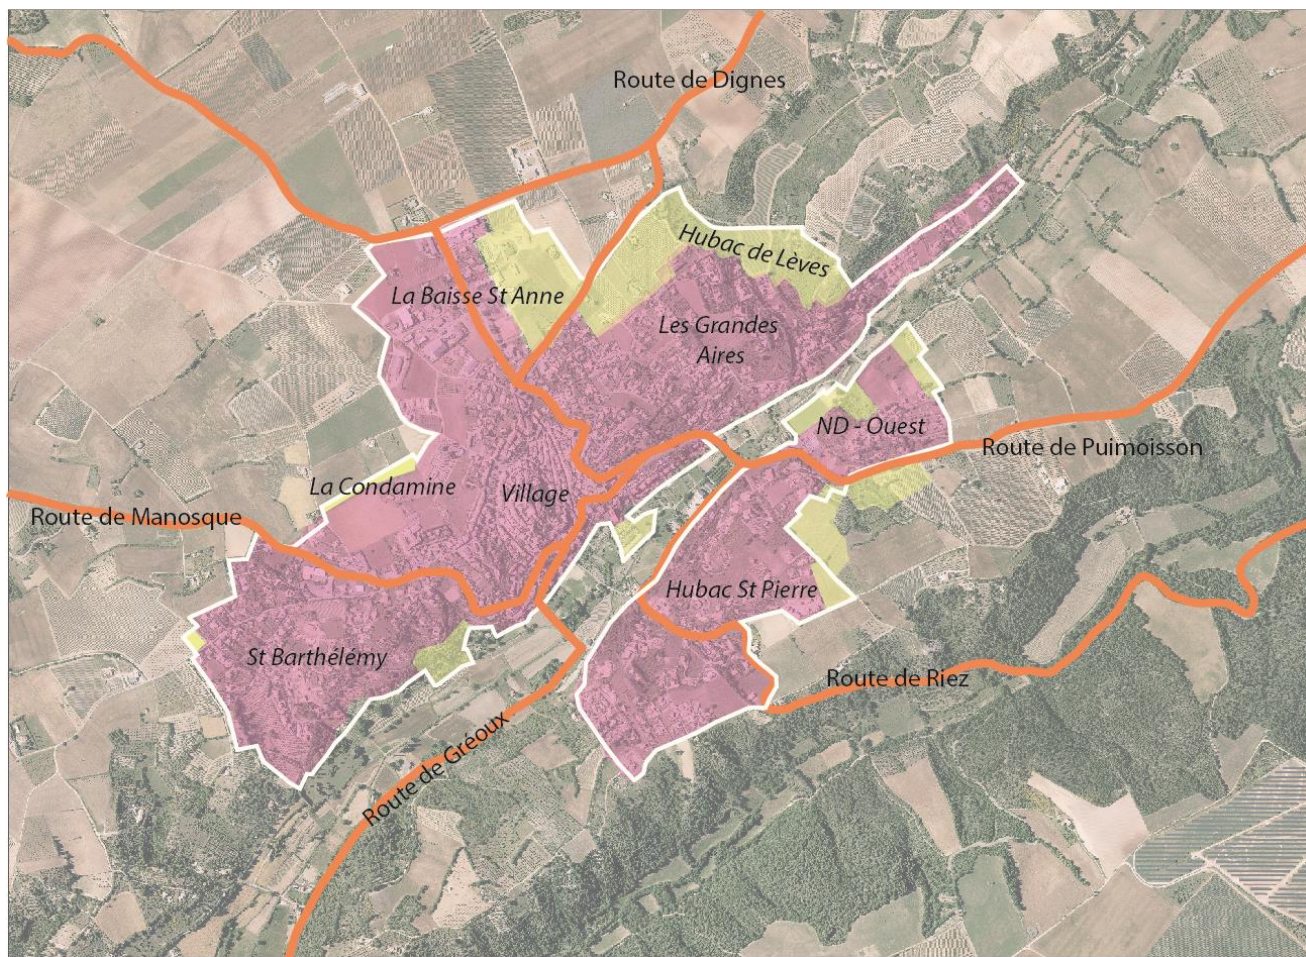 Route de Dignes
Hubac de Lèves
La Baisse St Anne
Les Grandes
Aires
ND - Ouest
Route de Puimoisson
La Condamine
Village
Route de Manosque
Hubac St Pierre
St Barthélémy
Route de Riez
Route de Gréoux